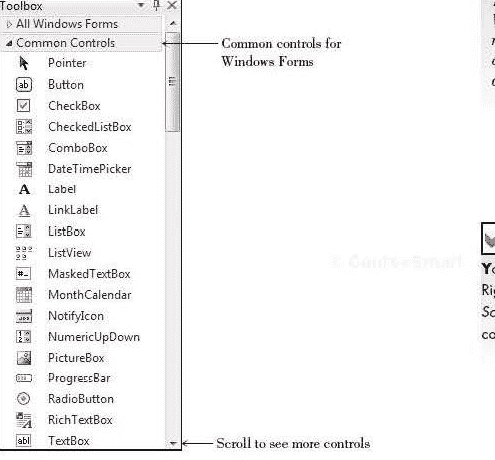 Toolbox
All Windows Forms
Common Controls
Common controls for
Windows Forms
Pointer
Button
CheckBox
CheckedListBox
ComboBox
DateTimePicker
Label
LinkLabel
ListBox
ListView
MaskedTextBox
MonthCalendar
NotifyIcon
NumericUpDown
PictureBox
ProgressBar
RadioButton
RichTextBox
TextBox
Scroll to see more controls
© CourseSmart